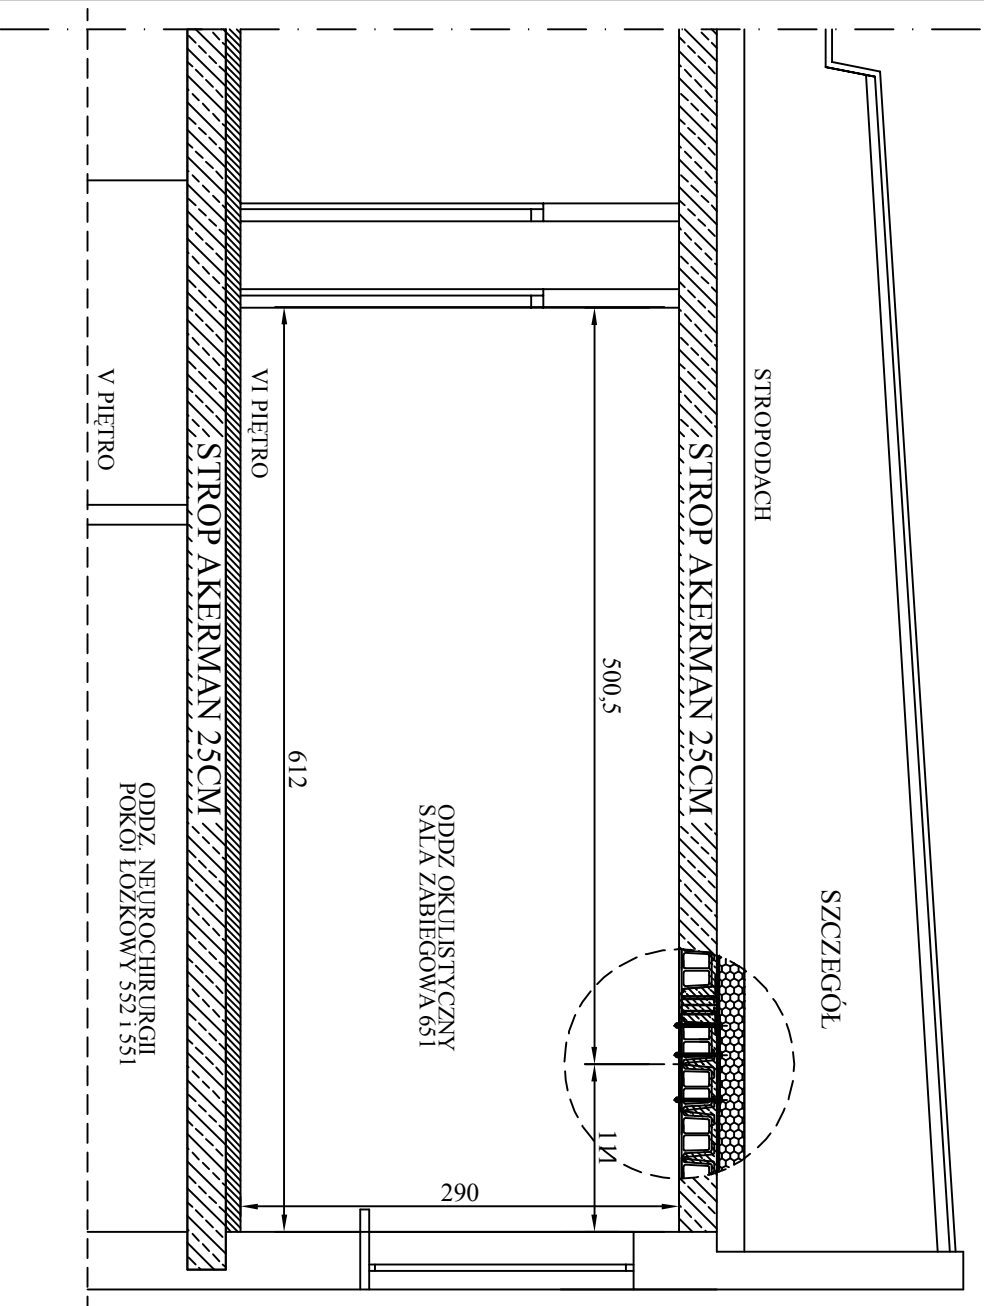 SZCZEGÓŁ
STROPODACH
STROP AKERMAN 25CM
500,5
ODDZ OKULISTYCZNY
SALA ZABIEGOWA 651
290
612
VI PIĘTRO
STROP AKERMAN 25CM
ODDZ. NEUROCHIRURGII
POKÓJ ŁÓŻKOWY 552 i 551
V PIĘTRO